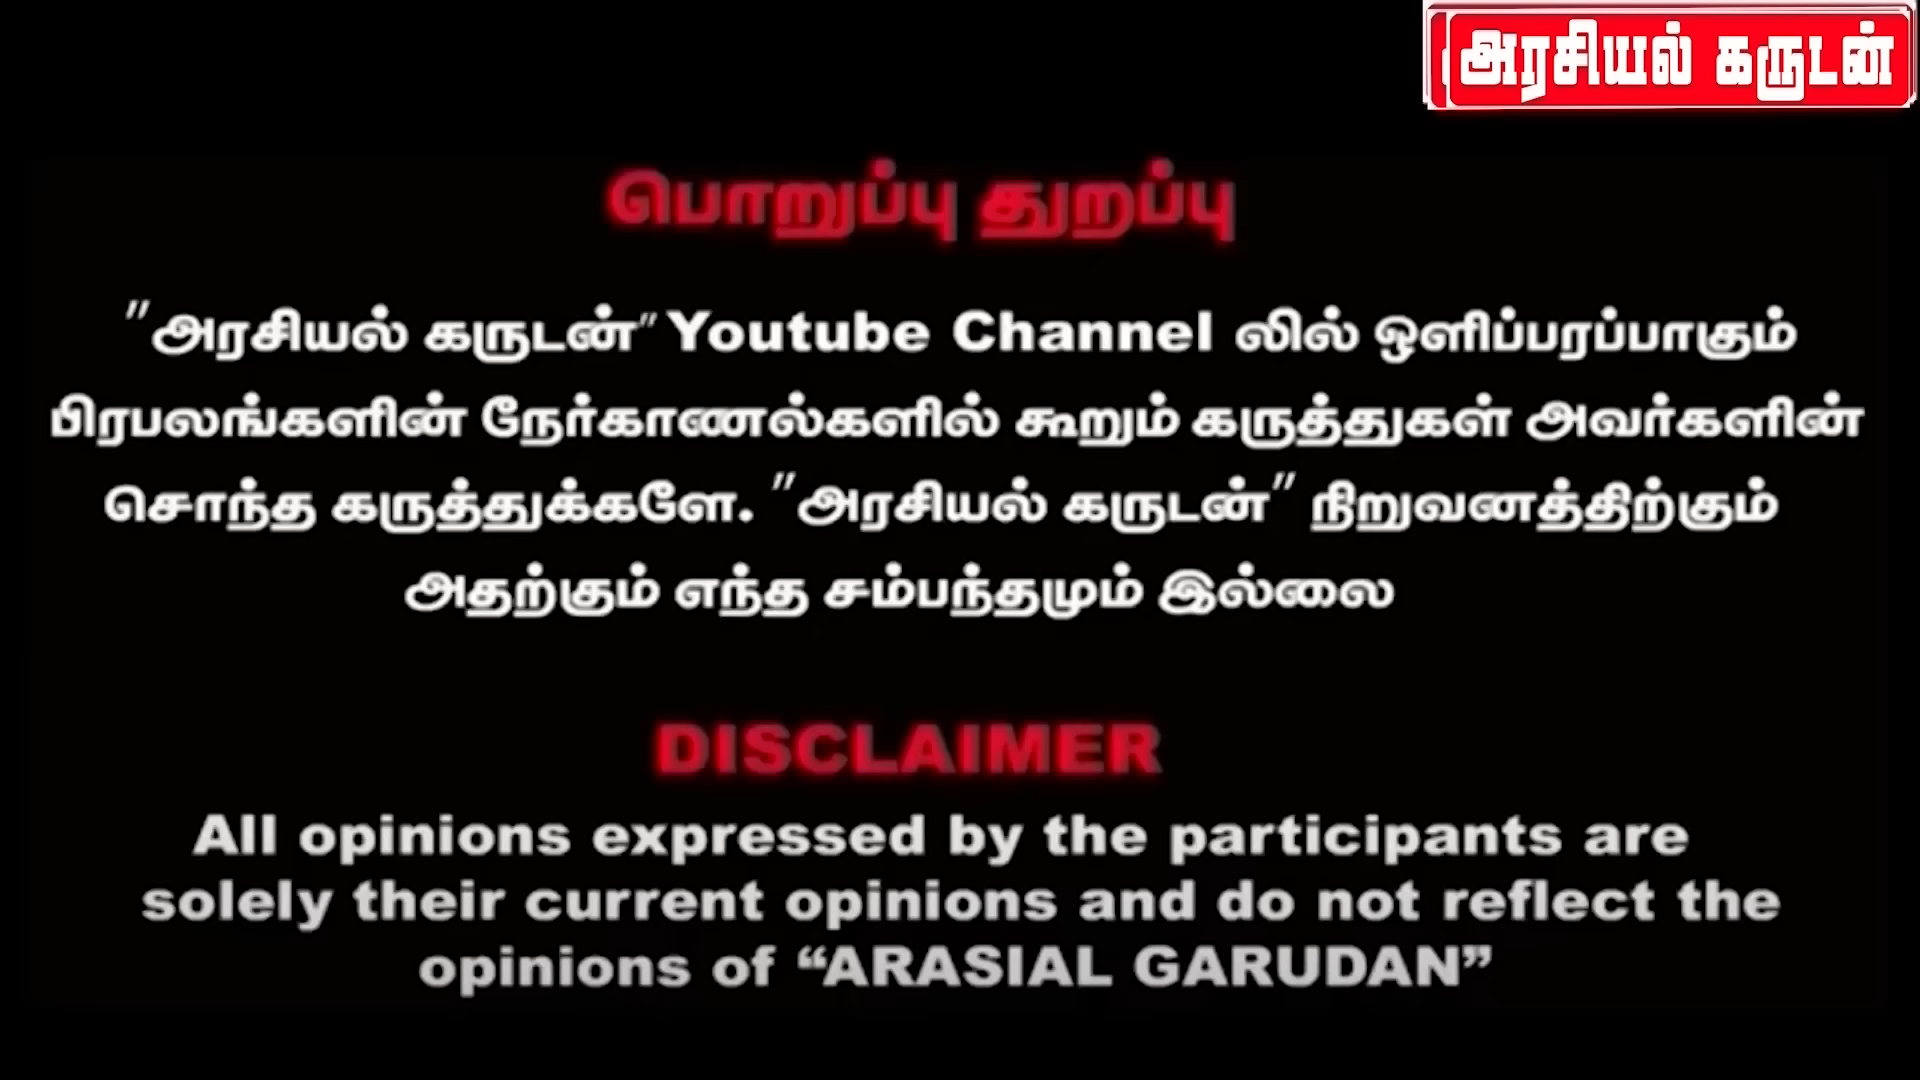 அரசியல் கருடன்
பொறுப்பு துறப்பு
"அரசியல் கருடன்" Youtube Channel லில் ஒளிப்பரப்பாகும்
பிரபலங்களின் நேர்காணல்களில் கூறும் கருத்துகள் அவர்களின்
சொந்த கருத்துக்களே. "அரசியல் கருடன்" நிறுவனத்திற்கும்
அதற்கும் எந்த சம்பந்தமும் இல்லை
DISCLAIMER
All opinions expressed by the participants are
solely their current opinions and do not reflect the
opinions of “ARASIAL GARUDAN”